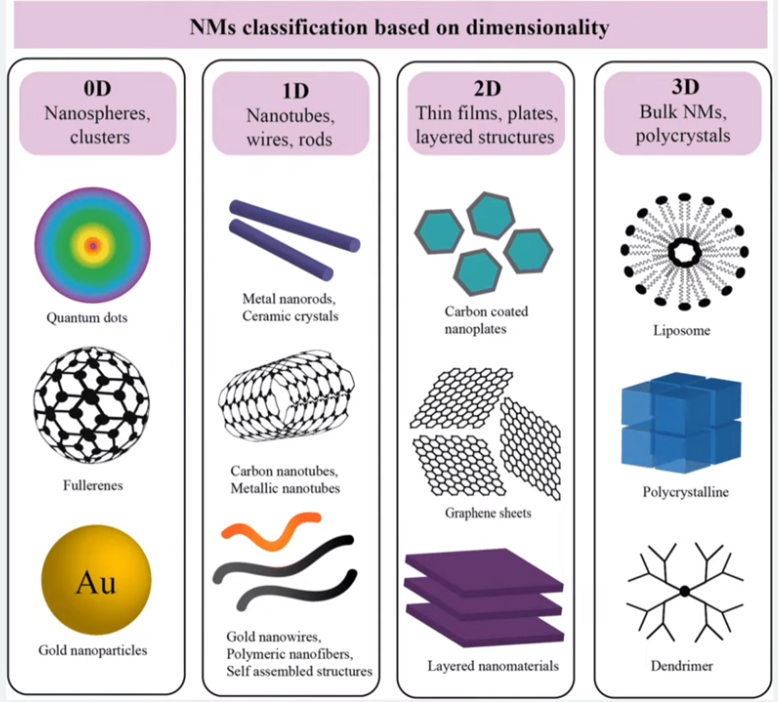 NMs classification based on dimensionality
0D
Nanospheres,
clusters
Quantum dots
Fullerenes
Au
Gold nanoparticles
1D
Nanotubes,
wires, rods
Metal nanorods,
Ceramic crystals
Carbon nanotubes,
Metallic nanotubes
Gold nanowires,
Polymeric nanofibers,
Self assembled structures
2D
Thin films, plates,
layered structures
Carbon coated
nanoplates
Graphene sheets
Layered nanomaterials
3D
Bulk NMs,
polycrystals
Liposome
Polycrystalline
Dendrimer